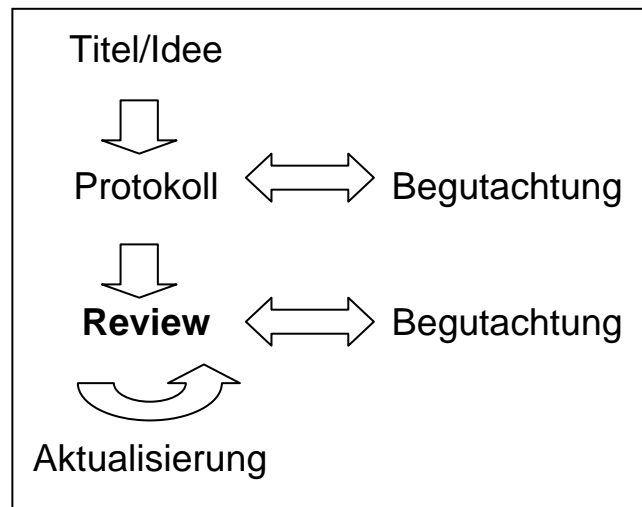 Titel/Idee
Protokoll
Begutachtung
Review
Begutachtung
Aktualisierung